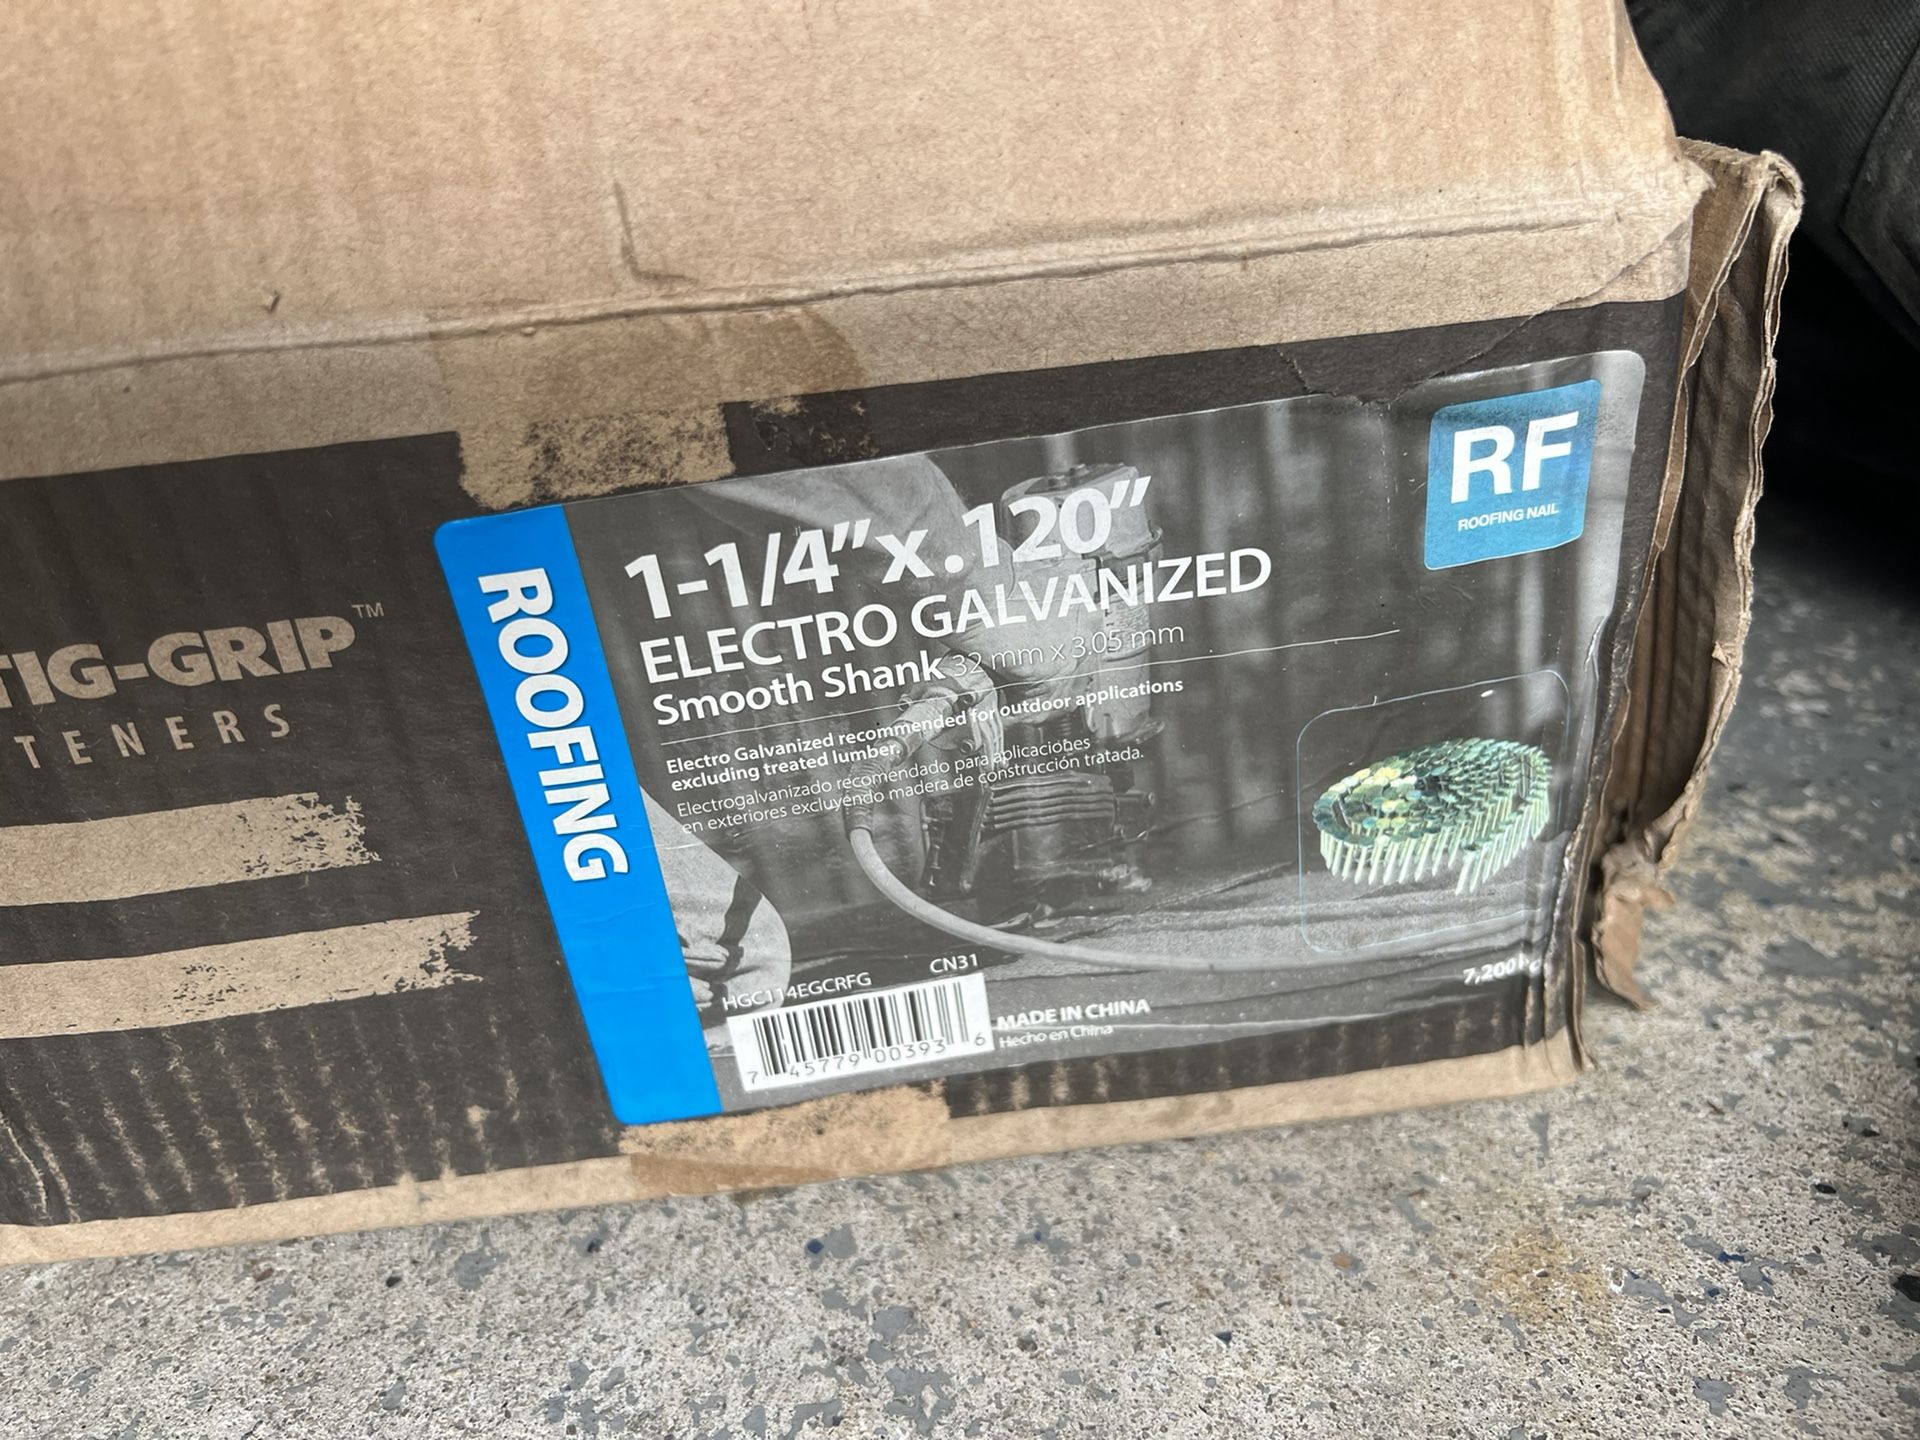 TIG-GRIP™
TENERS
ROOFING
1-1/4" x .120"
ELECTRO GALVANIZED
Smooth Shank 32 mm x 3.05 mm
Electro Galvanized recommended for outdoor applications
excluding treated lumber.
Electrogalvanizado recomendado para aplicaciones
en exteriores excluyendo madera de construcción tratada.
RF
ROOFING NAIL
HGC114EGCRFG CN31
7 45779 00393 6
MADE IN CHINA
Hecho en China
7,200